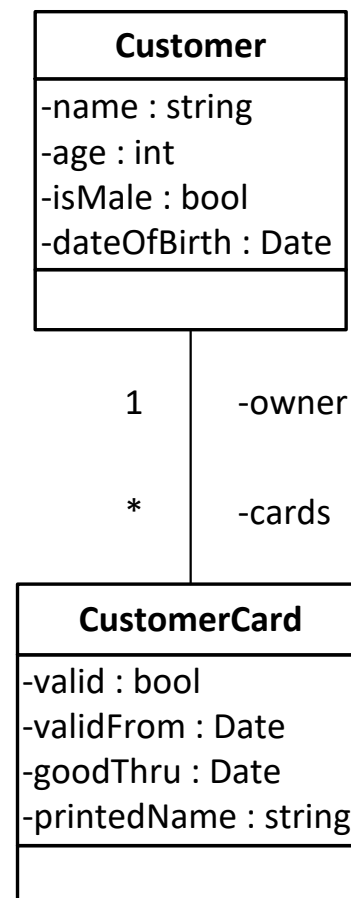 Customer
-name : string
-age : int
-isMale : bool
-dateOfBirth : Date
1 -owner
* -cards
CustomerCard
-valid : bool
-validFrom : Date
-goodThru : Date
-printedName : string